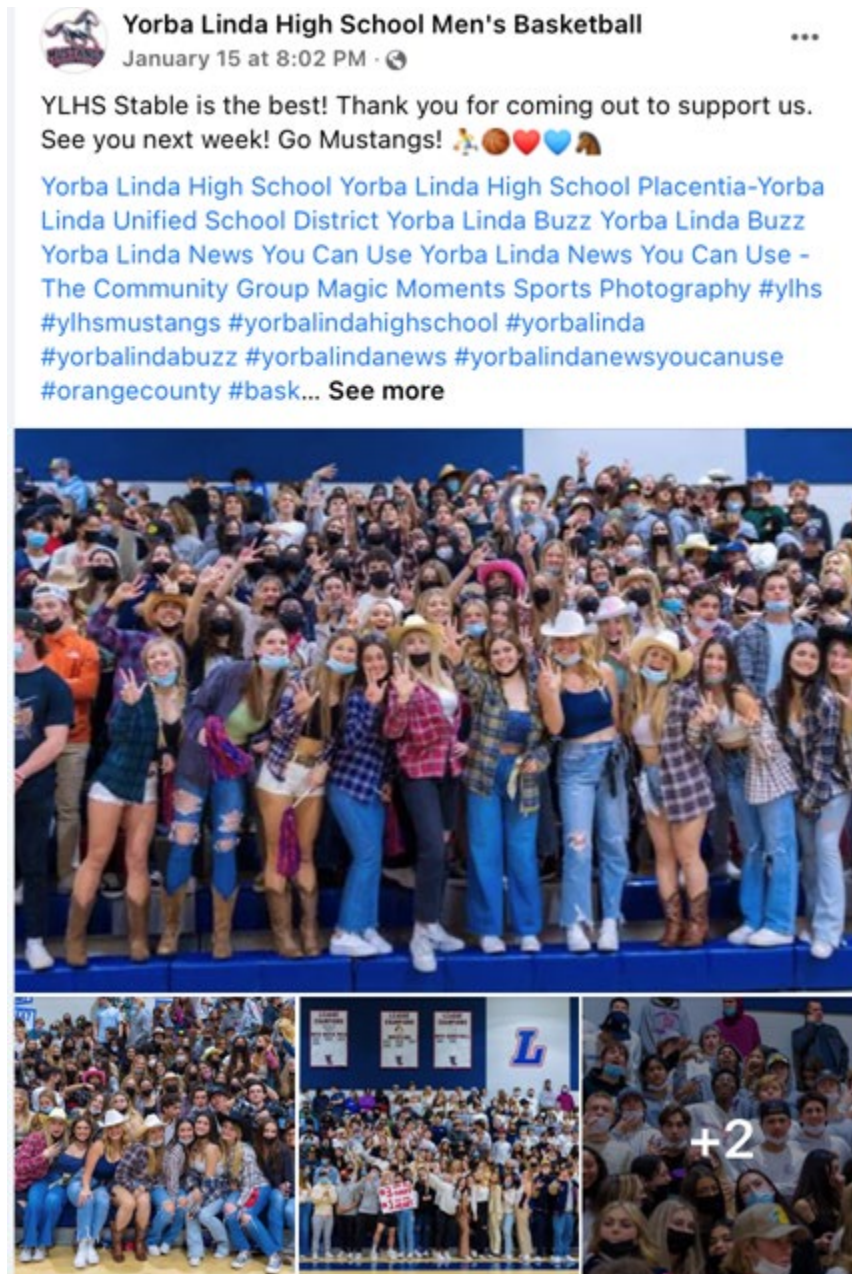 Yorba Linda High School Men's Basketball
January 15 at 8:02 PM ·
YLHS Stable is the best! Thank you for coming out to support us.
See you next week! Go Mustangs! ⛹️🏀❤️💙🐴
Yorba Linda High School Yorba Linda High School Placentia-Yorba
Linda Unified School District Yorba Linda Buzz Yorba Linda Buzz
Yorba Linda News You Can Use Yorba Linda News You Can Use -
The Community Group Magic Moments Sports Photography #ylhs
#ylhsmustangs #yorbalindahighschool #yorbalinda
#yorbalindabuzz #yorbalindanews #yorbalindanewsyoucanuse
#orangecounty #bask... See more
MUSTANGS
L
+2